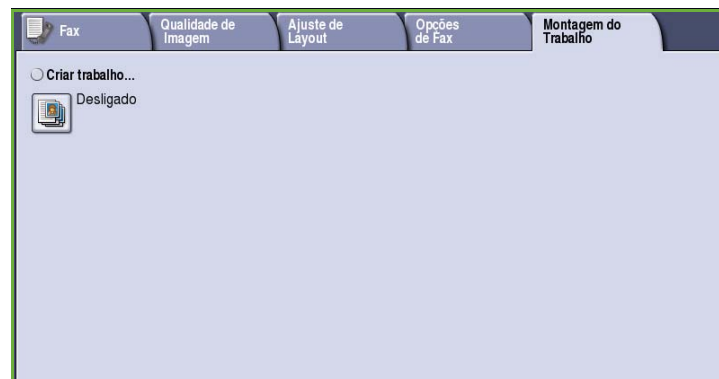 Fax
Qualidade de
Imagem
Ajuste de
Layout
Opções
de Fax
Montagem do
Trabalho
Criar trabalho...
Desligado